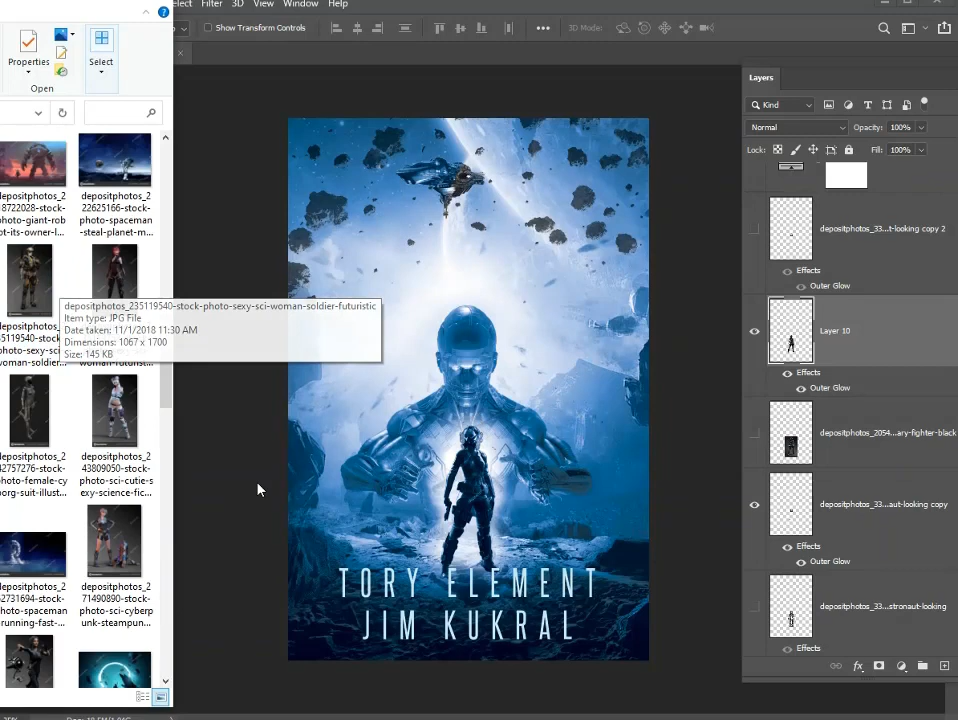 elect Filter 3D View Window Help
Show Transform Controls
3D Mode:
Properties
Select
Open
Layers
Kind
Normal
Opacity: 100%
Lock:
Fill: 100%
depositphotos_2
18722028-stock-
photo-giant-rob
ot-its-owner-l...
depositphotos_2
22625166-stock-
photo-spaceman
-steal-planet-m...
depositphotos_33...t-looking copy 2
Effects
Outer Glow
depositphotos_235119540-stock-photo-sexy-sci-woman-soldier-futuristic
Item type: JPG File
Date taken: 11/1/2018 11:30 AM
Dimensions: 1067 x 1700
Size: 145 KB
Layer 10
Effects
Outer Glow
depositphotos_2054...ary-fighter-black
depositphotos_2
42757276-stock-
photo-female-cy
borg-suit-illust...
depositphotos_2
43809050-stock-
photo-sci-cutie-s
exy-science-fic...
depositphotos_33...aut-looking copy
Effects
Outer Glow
TORY ELEMENT
JIM KUKRAL
depositphotos_2
62731694-stock-
photo-spaceman
-running-fast-...
depositphotos_2
71490890-stock-
photo-sci-cyberp
unk-steampun...
depositphotos_33...stronaut-looking
Effects